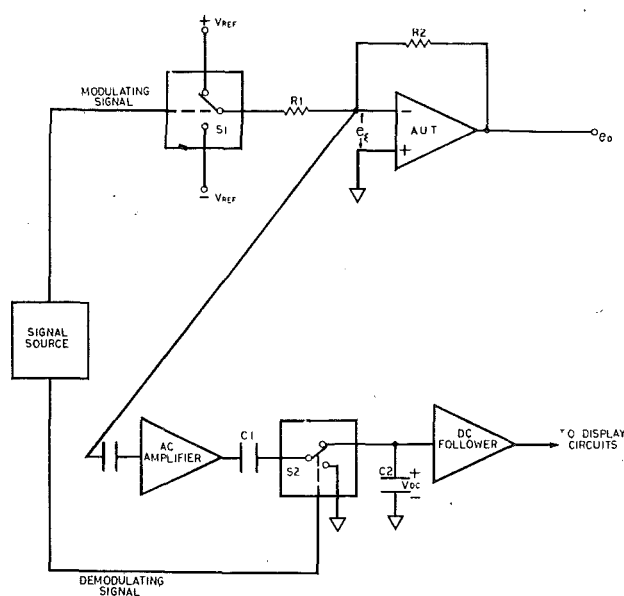 + VREF
R2
MODULATING
SIGNAL
R1
S1
−
A.U.T
eε
+
eo
− VREF
SIGNAL
SOURCE
AC
AMPLIFIER
C1
S2
DC
FOLLOWER
TO DISPLAY
CIRCUITS
C2
+
VDC
−
DEMODULATING
SIGNAL